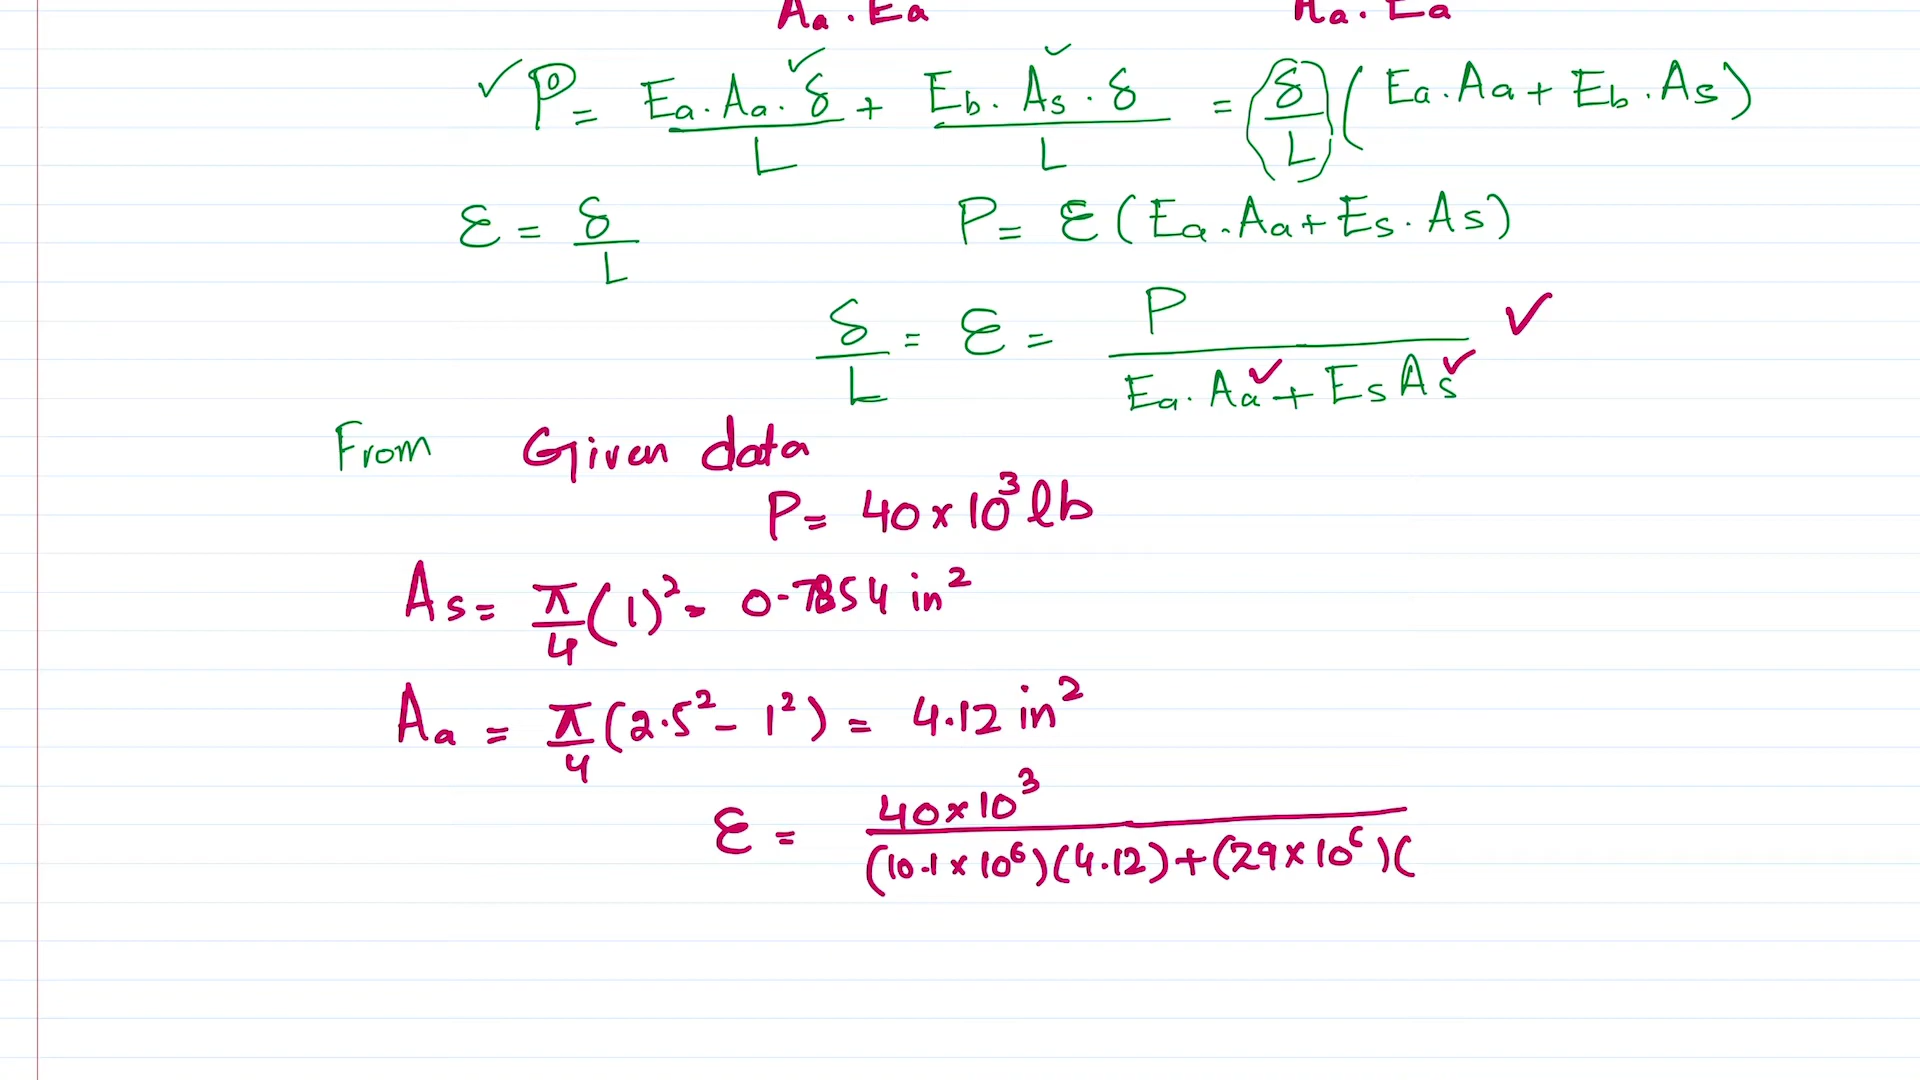 Aa . Ea Aa . Ea
✓ P = Ea . Aa . δ / L + Eb . As . δ / L = δ / L ( Ea . Aa + Eb . As )
ε = δ / L P = ε ( Ea . Aa + Es . As )
δ / L = ε = P / Ea . Aa + Es As ✓
From Given data
P = 40 × 10³ lb
As = π/4 ( 1 )² = 0.7854 in²
Aa = π/4 ( 2.5² - 1² ) = 4.12 in²
ε = 40 × 10³ / (10.1 × 10⁶)(4.12) + (29 × 10⁶)(